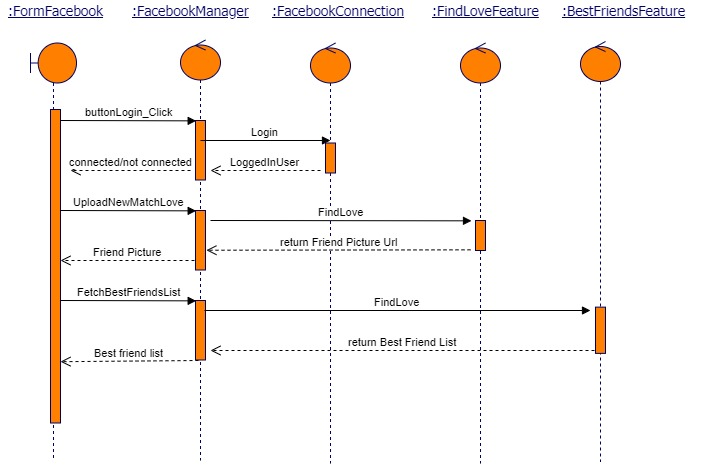 :FormFacebook :FacebookManager :FacebookConnection :FindLoveFeature :BestFriendsFeature
buttonLogin_Click
Login
connected/not connected LoggedInUser
UploadNewMatchLove
FindLove
return Friend Picture Url
Friend Picture
FetchBestFriendsList
FindLove
return Best Friend List
Best friend list